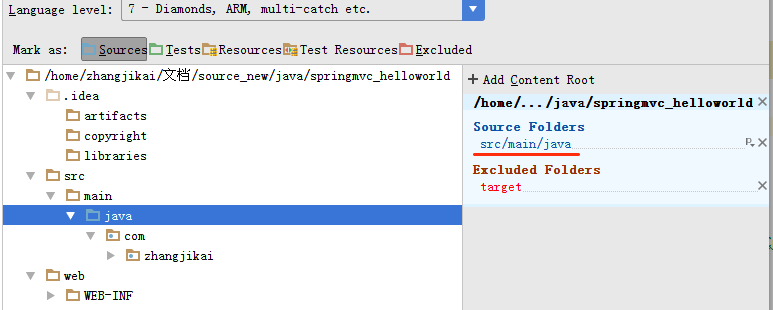 Language level: 7 - Diamonds, ARM, multi-catch etc.
Mark as: Sources Tests Resources Test Resources Excluded
/home/zhangjikai/文档/source_new/java/springmvc_helloworld
.idea
artifacts
copyright
libraries
src
main
java
com
zhangjikai
web
WEB-INF
+ Add Content Root
/home/.../java/springmvc_helloworld
Source Folders
src/main/java
Excluded Folders
target